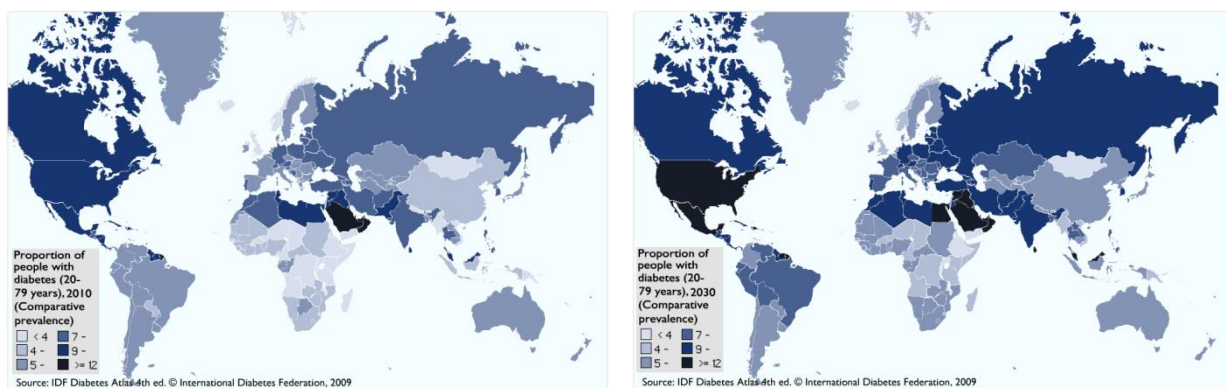 Proportion of
people with
diabetes (20-
79 years), 2010
(Comparative
prevalence)
< 4 7 -
4 - 9 -
5 - >= 12
Source: IDF Diabetes Atlas 4th ed. © International Diabetes Federation, 2009
Proportion of
people with
diabetes (20-
79 years), 2030
(Comparative
prevalence)
< 4 7 -
4 - 9 -
5 - >= 12
Source: IDF Diabetes Atlas 4th ed. © International Diabetes Federation, 2009